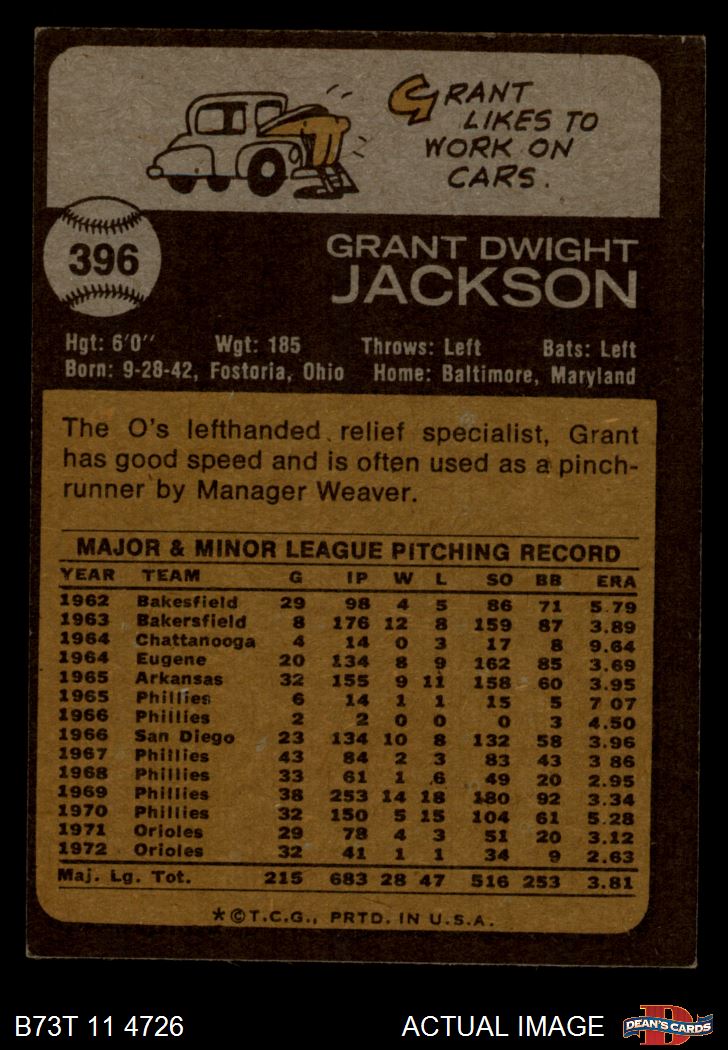 GRANT
LIKES TO
WORK ON
CARS.
396
GRANT DWIGHT
JACKSON
Hgt: 6'0" Wgt: 185 Throws: Left Bats: Left
Born: 9-28-42, Fostoria, Ohio Home: Baltimore, Maryland
The O's lefthanded relief specialist, Grant
has good speed and is often used as a pinch-
runner by Manager Weaver.
MAJOR & MINOR LEAGUE PITCHING RECORD
YEAR TEAM G IP W L SO BB ERA
1962 Bakesfield 29 98 4 5 86 71 5.79
1963 Bakersfield 8 176 12 8 159 87 3.89
1964 Chattanooga 4 14 0 3 17 8 9.64
1964 Eugene 20 134 8 9 162 85 3.69
1965 Arkansas 32 155 9 11 158 60 3.95
1965 Phillies 6 14 1 1 15 5 7 07
1966 Phillies 2 2 0 0 0 3 4.50
1966 San Diego 23 134 10 8 132 58 3.96
1967 Phillies 43 84 2 3 83 43 3 86
1968 Phillies 33 61 1 6 49 20 2.95
1969 Phillies 38 253 14 18 180 92 3.34
1970 Phillies 32 150 5 15 104 61 5.28
1971 Orioles 29 78 4 3 51 20 3.12
1972 Orioles 32 41 1 1 34 9 2.63
Maj. Lg. Tot. 215 683 28 47 516 253 3.81
*©T.C.G., PRTD. IN U.S.A.
B73T 11 4726 ACTUAL IMAGE DEAN'S CARDS